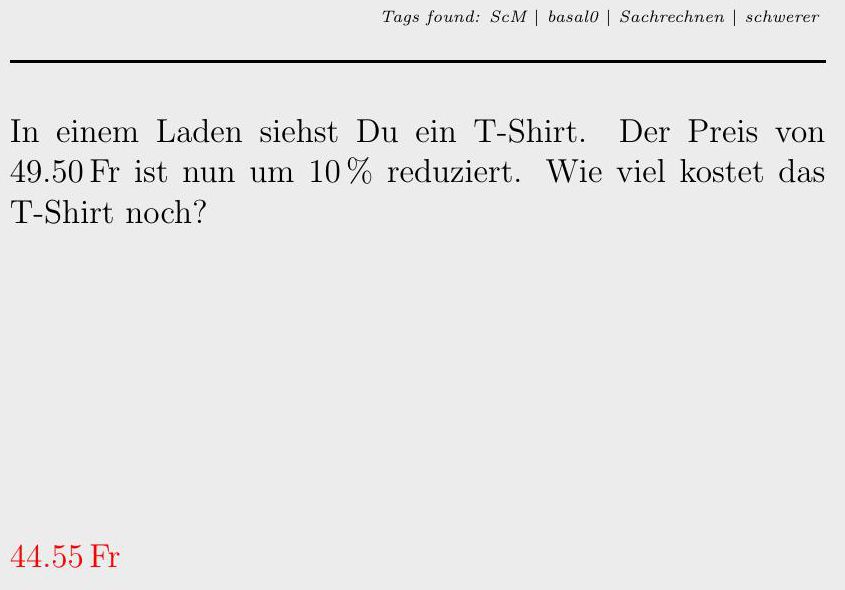 Tags found: ScM | basal0 | Sachrechnen | schwerer
In einem Laden siehst Du ein T-Shirt. Der Preis von
49.50 Fr ist nun um 10 % reduziert. Wie viel kostet das
T-Shirt noch?
44.55 Fr